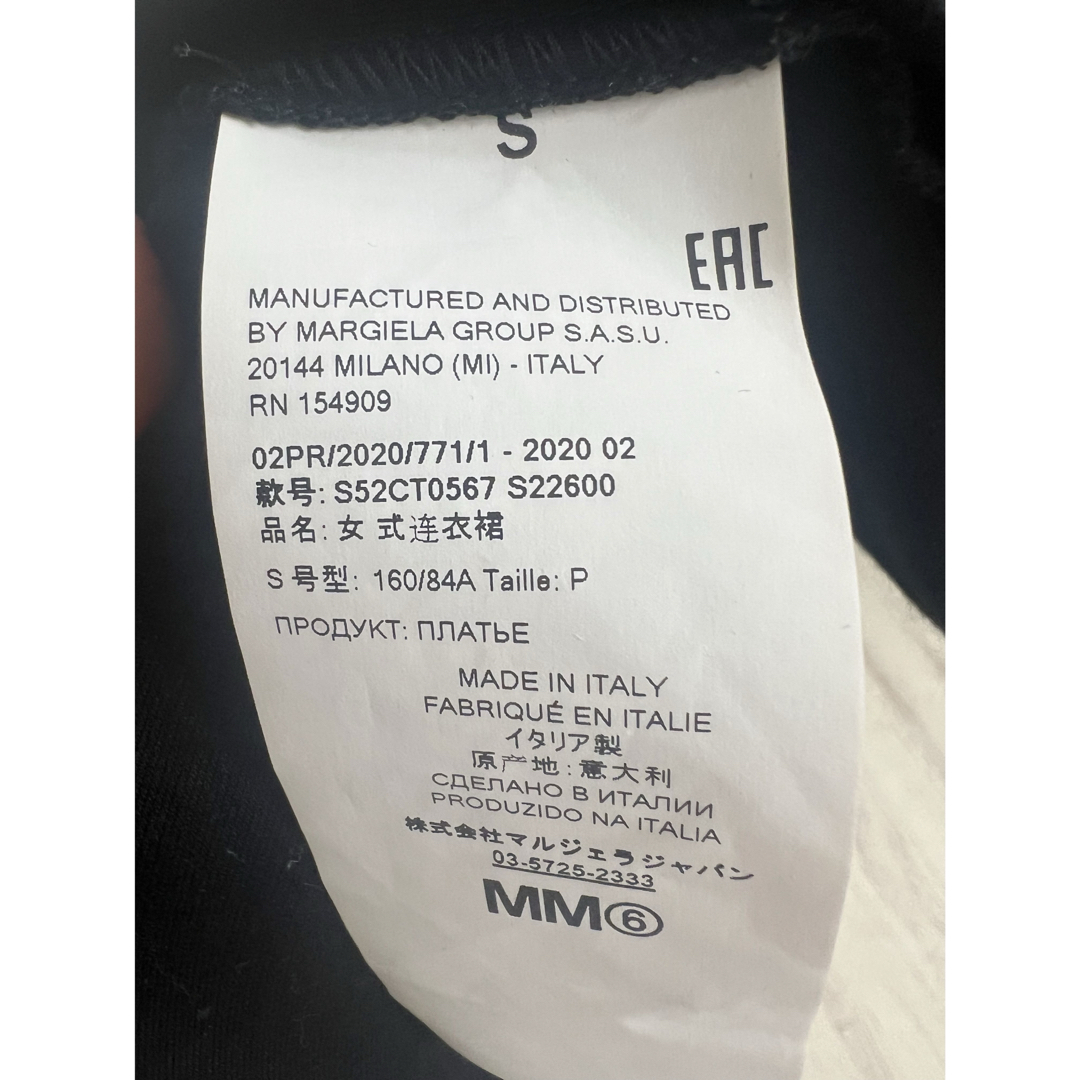 S
EAC
MANUFACTURED AND DISTRIBUTED
BY MARGIELA GROUP S.A.S.U.
20144 MILANO (MI) - ITALY
RN 154909
02PR/2020/771/1 - 2020 02
款号: S52CT0567 S22600
品名: 女 式连衣裙
S 号型: 160/84A Taille: P
ПРОДУКТ: ПЛАТЬЕ
MADE IN ITALY
FABRIQUÉ EN ITALIE
イタリア製
原产地: 意大利
СДЕЛАНО В ИТАЛИИ
PRODUZIDO NA ITALIA
株式会社マルジェラジャパン
03-5725-2333
MM⑥